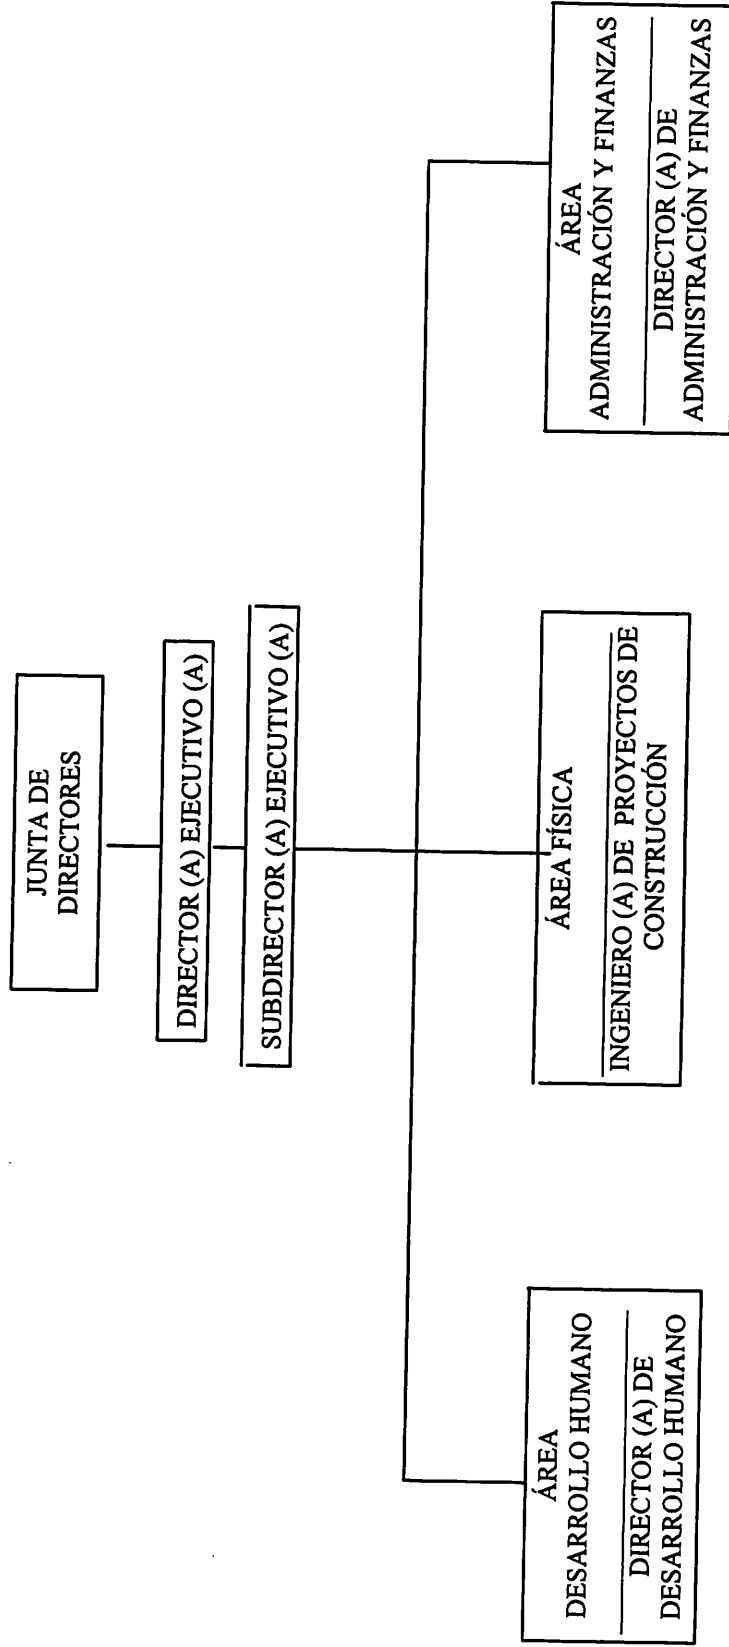 JUNTA DE
DIRECTORES
DIRECTOR (A) EJECUTIVO (A)
SUBDIRECTOR (A) EJECUTIVO (A)
ÁREA
DESARROLLO HUMANO
DIRECTOR (A) DE
DESARROLLO HUMANO
ÁREA FÍSICA
INGENIERO (A) DE PROYECTOS DE
CONSTRUCCIÓN
ÁREA
ADMINISTRACIÓN Y FINANZAS
DIRECTOR (A) DE
ADMINISTRACIÓN Y FINANZAS